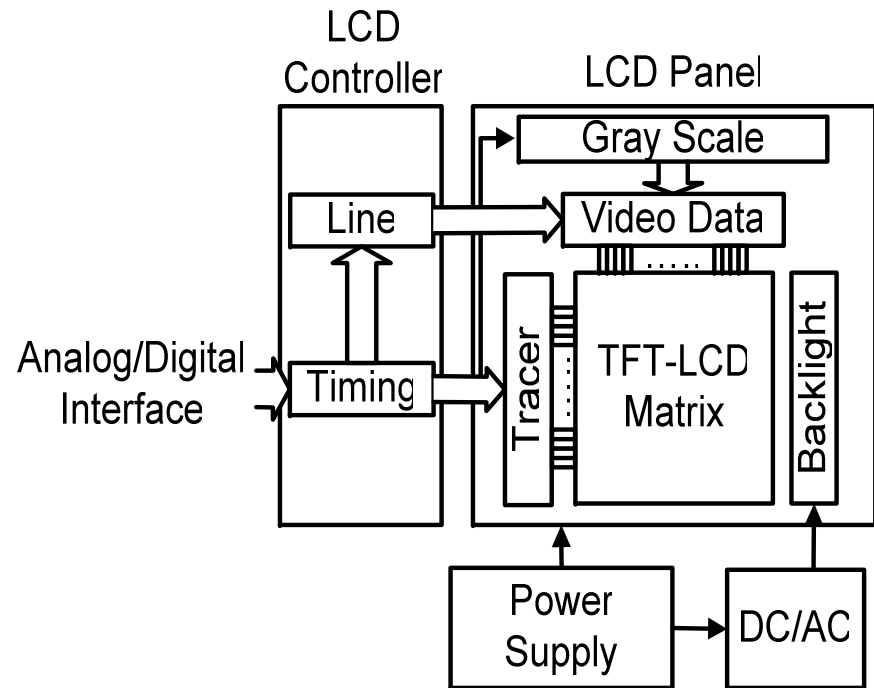 LCD
Controller
LCD Panel
Gray Scale
Line
Video Data
.....
Analog/Digital
Interface
Timing
Tracer
.....
TFT-LCD
Matrix
Backlight
Power
Supply
DC/AC